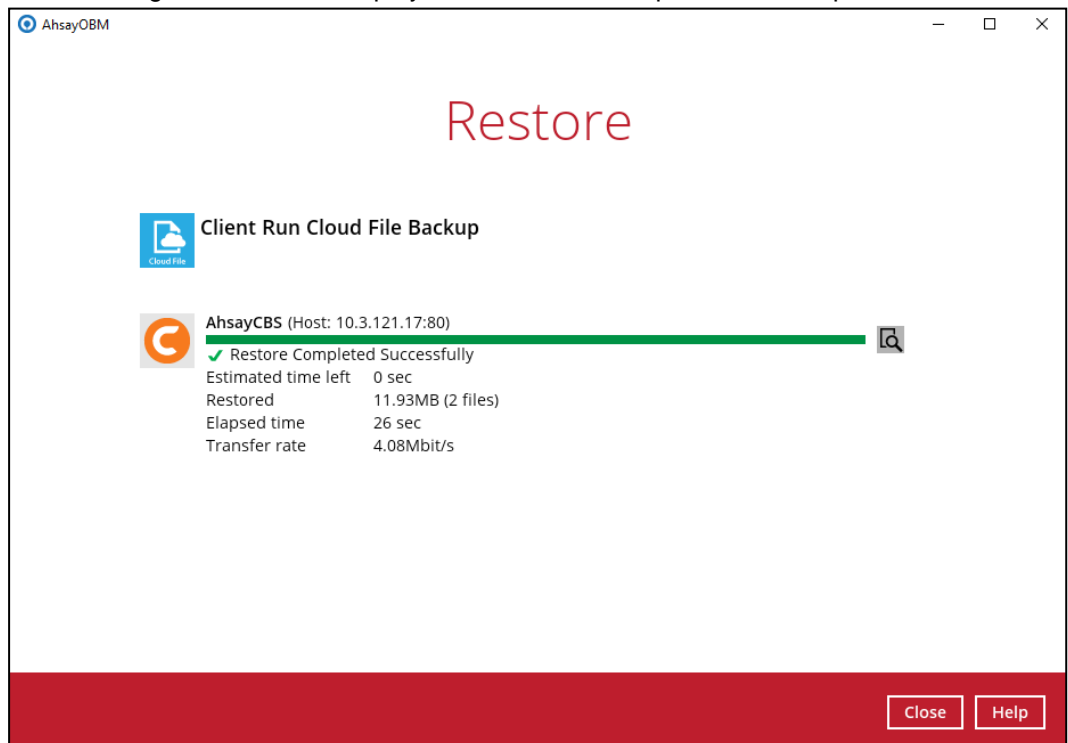 AhsayOBM
Restore
Client Run Cloud File Backup
Cloud File
AhsayCBS (Host: 10.3.121.17:80)
Restore Completed Successfully
Estimated time left 0 sec
Restored 11.93MB (2 files)
Elapsed time 26 sec
Transfer rate 4.08Mbit/s
Close Help